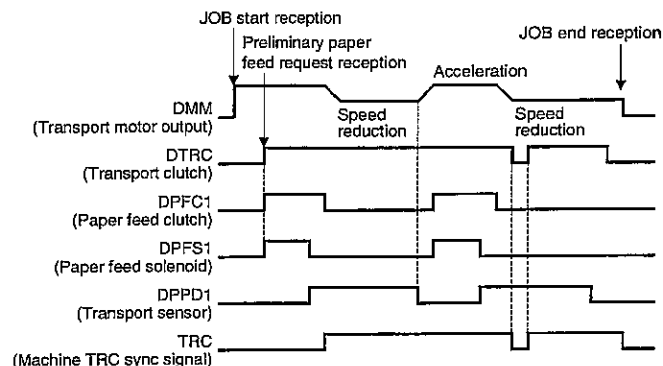 JOB start reception
Preliminary paper
feed request reception
JOB end reception
Acceleration
DMM
(Transport motor output)
Speed
reduction
Speed
reduction
DTRC
(Transport clutch)
DPFC1
(Paper feed clutch)
DPFS1
(Paper feed solenoid)
DPPD1
(Transport sensor)
TRC
(Machine TRC sync signal)